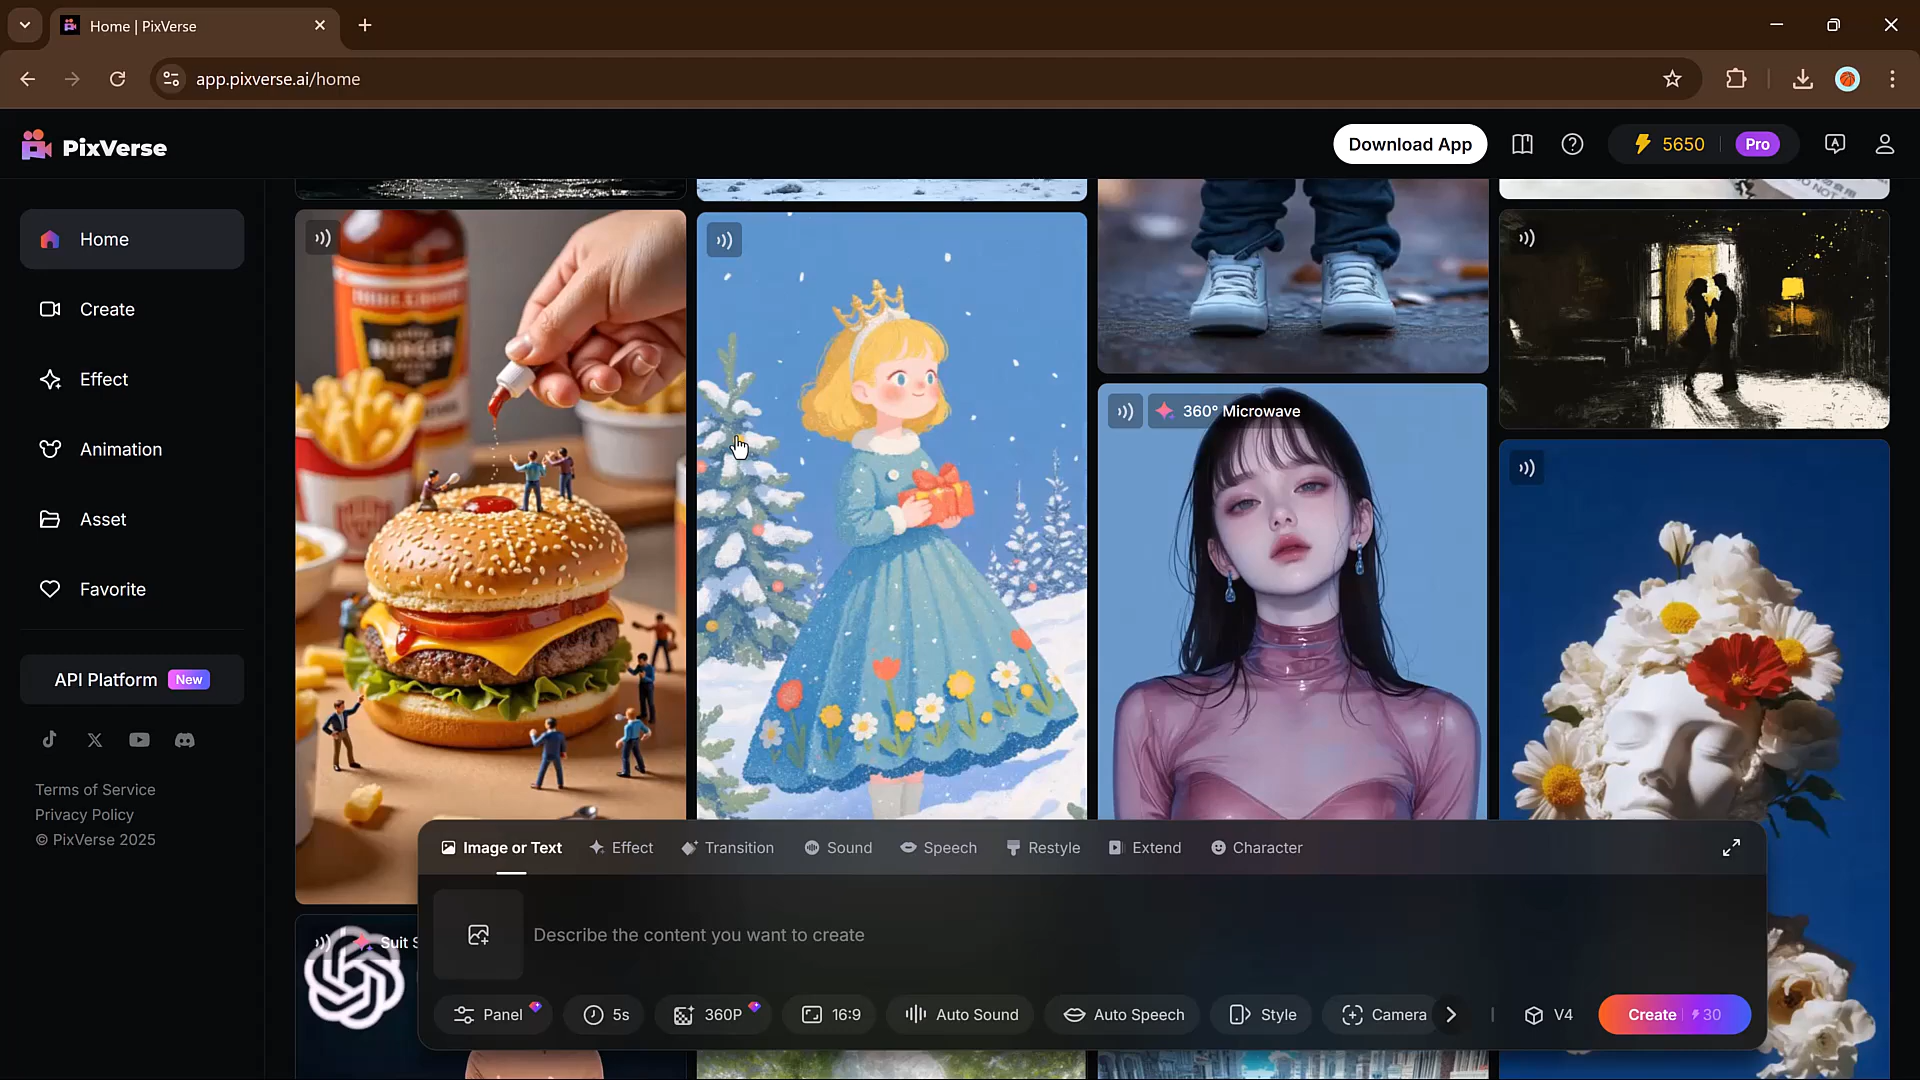 Home | PixVerse
app.pixverse.ai/home
PixVerse
Download App
5650
Pro
Home
Create
Effect
Animation
Asset
Favorite
API Platform
New
Terms of Service
Privacy Policy
© PixVerse 2025
BURGER
360° Microwave
Suit S
Image or Text
Effect
Transition
Sound
Speech
Restyle
Extend
Character
Describe the content you want to create
Panel
5s
360P
16:9
Auto Sound
Auto Speech
Style
Camera
V4
Create
30